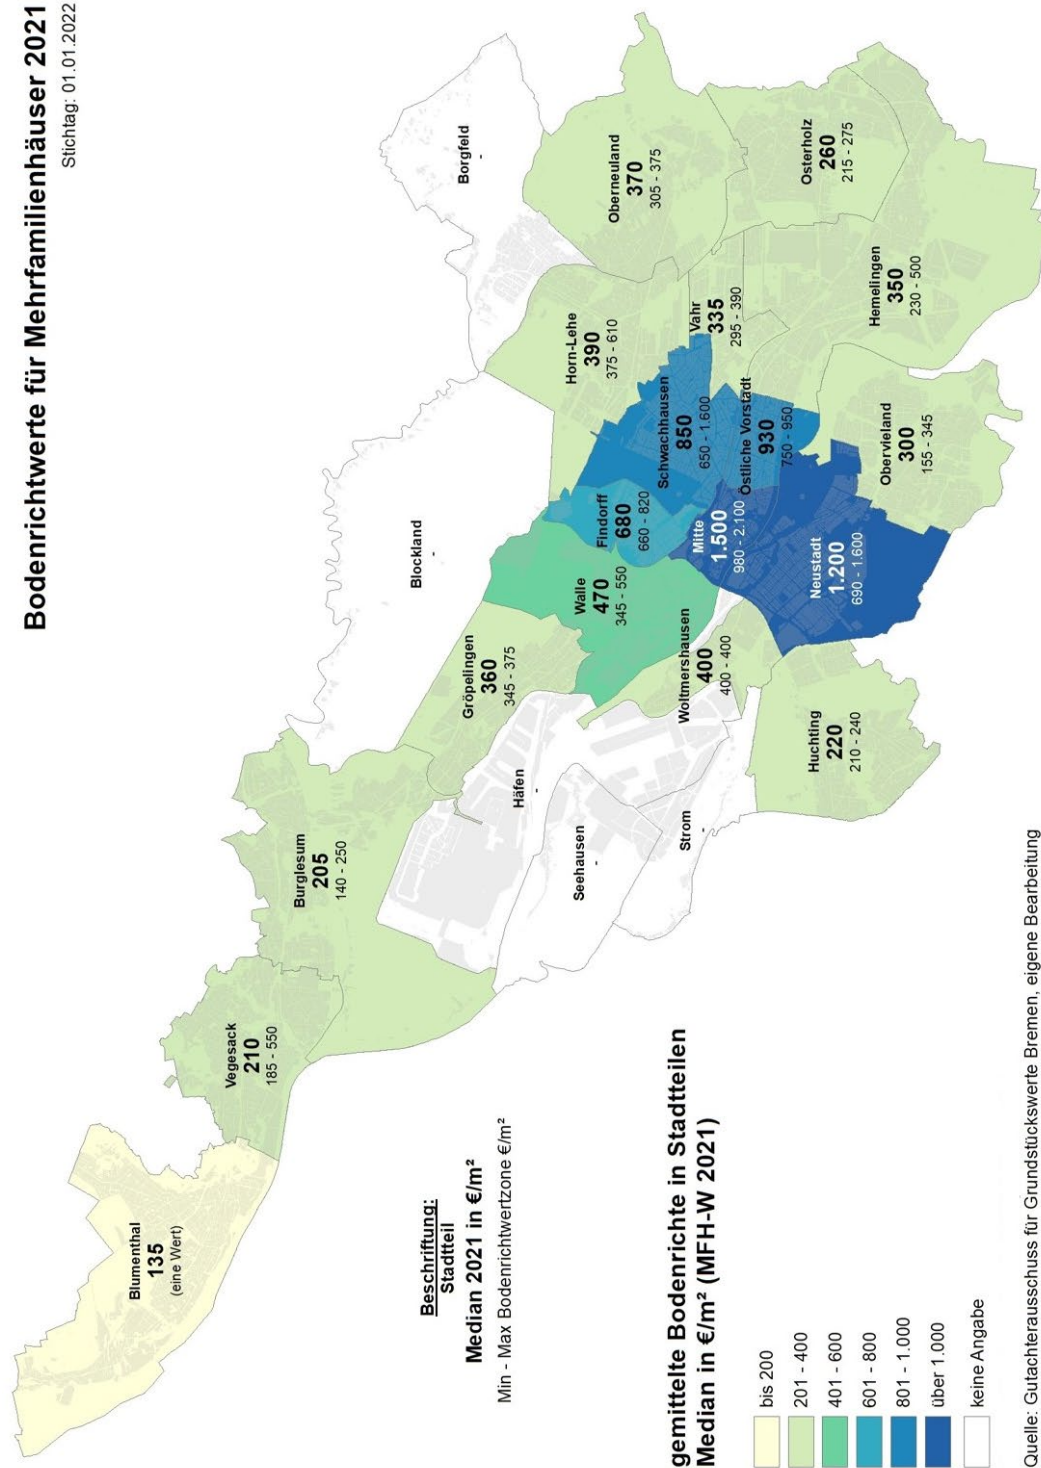 Bodenrichtwerte für Mehrfamilienhäuser 2021
Stichtag: 01.01.2022
Blumenthal
135
(eine Wert)
Vegesack
210
185 - 550
Burglesum
205
140 - 250
Blockland
-
Borgfeld
-
Gröpelingen
360
345 - 375
Häfen
-
Seehausen
-
Strom
-
Walle
470
345 - 550
Findorff
680
660 - 820
Horn-Lehe
390
375 - 610
Oberneuland
370
305 - 375
Schwachhausen
850
650 - 1.600
Vahr
335
295 - 390
Osterholz
260
215 - 275
Östliche Vorstadt
930
750 - 950
Mitte
1.500
980 - 2.100
Woltmershausen
400
400 - 400
Neustadt
1.200
690 - 1.600
Huchting
220
210 - 240
Obervieland
300
155 - 345
Hemelingen
350
230 - 500
Beschriftung:
Stadtteil
Median 2021 in €/m²
Min - Max Bodenrichtwertzone €/m²
gemittelte Bodenrichte in Stadtteilen
Median in €/m² (MFH-W 2021)
bis 200
201 - 400
401 - 600
601 - 800
801 - 1.000
über 1.000
keine Angabe
Quelle: Gutachterausschuss für Grundstückswerte Bremen, eigene Bearbeitung